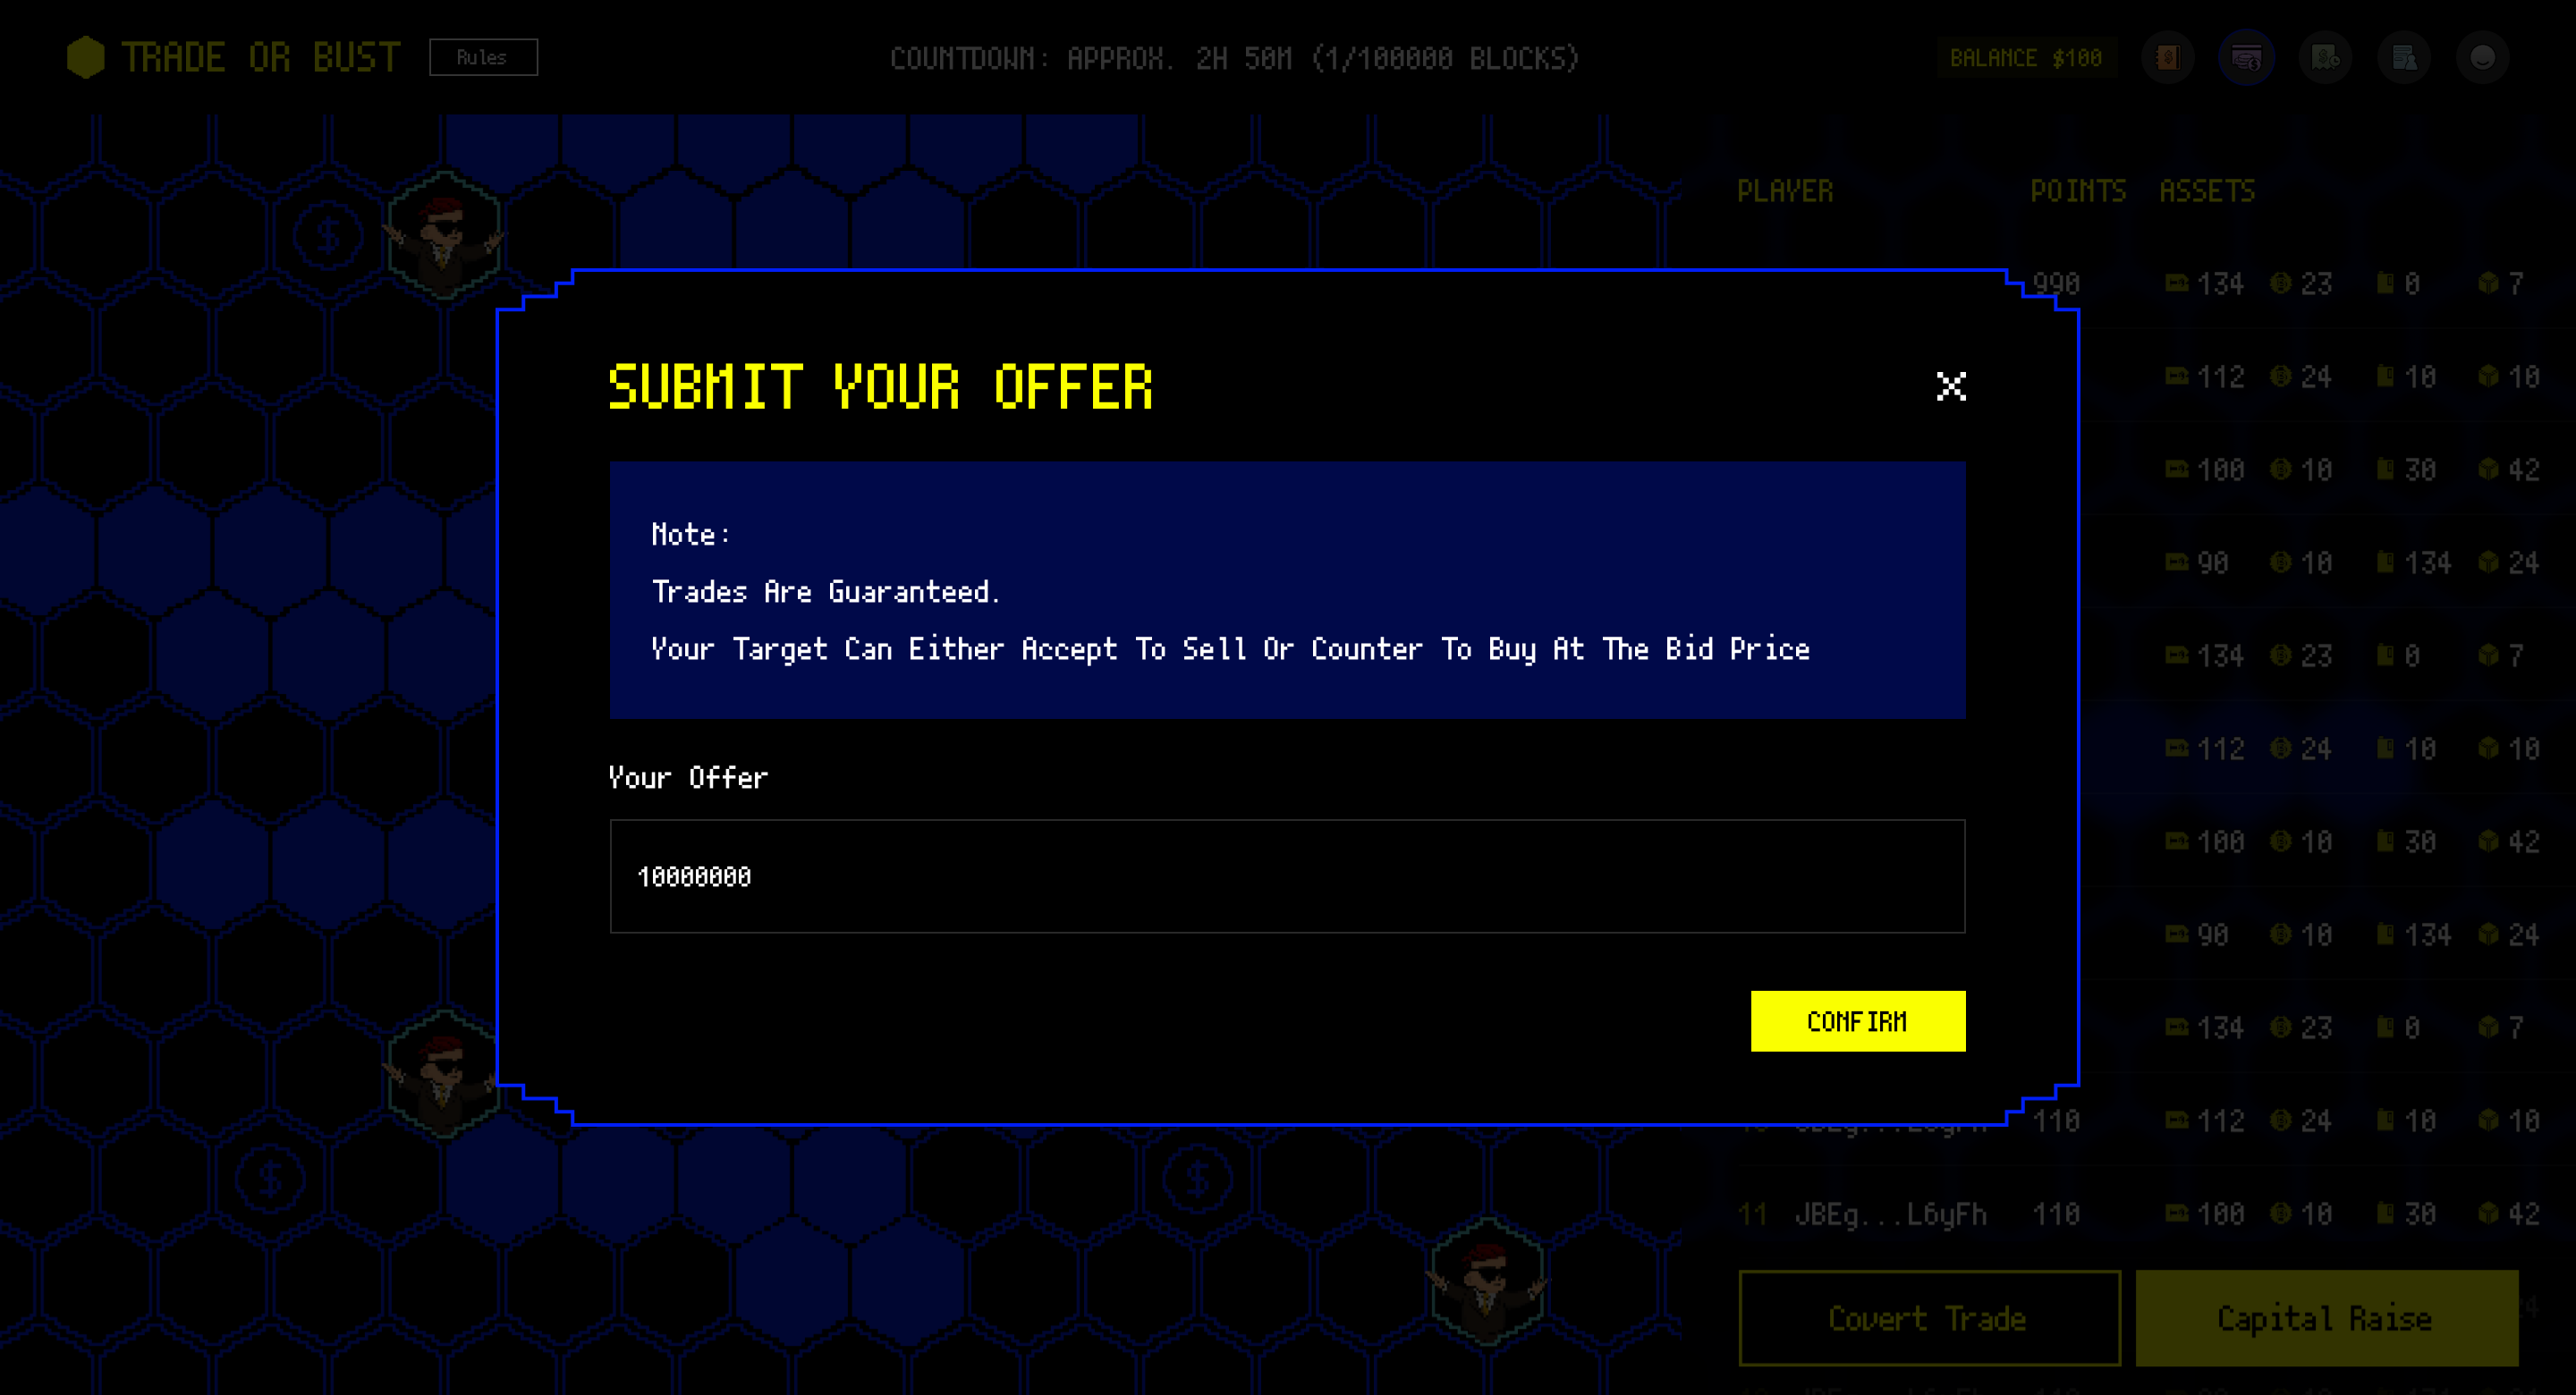 TRADE OR BUST Rules COUNTDOWN: APPROX. 2H 50M (1/100000 BLOCKS) BALANCE $100
PLAYER POINTS ASSETS
990 134 23 0 7
112 24 10 10
100 10 30 42
90 10 134 24
134 23 0 7
112 24 10 10
100 10 30 42
90 10 134 24
134 23 0 7
110 112 24 10 10
11 JBEg...L6yFh 110 100 10 30 42
Covert Trade Capital Raise
SUBMIT YOUR OFFER
Note:
Trades Are Guaranteed.
Your Target Can Either Accept To Sell Or Counter To Buy At The Bid Price
Your Offer
10000000
CONFIRM